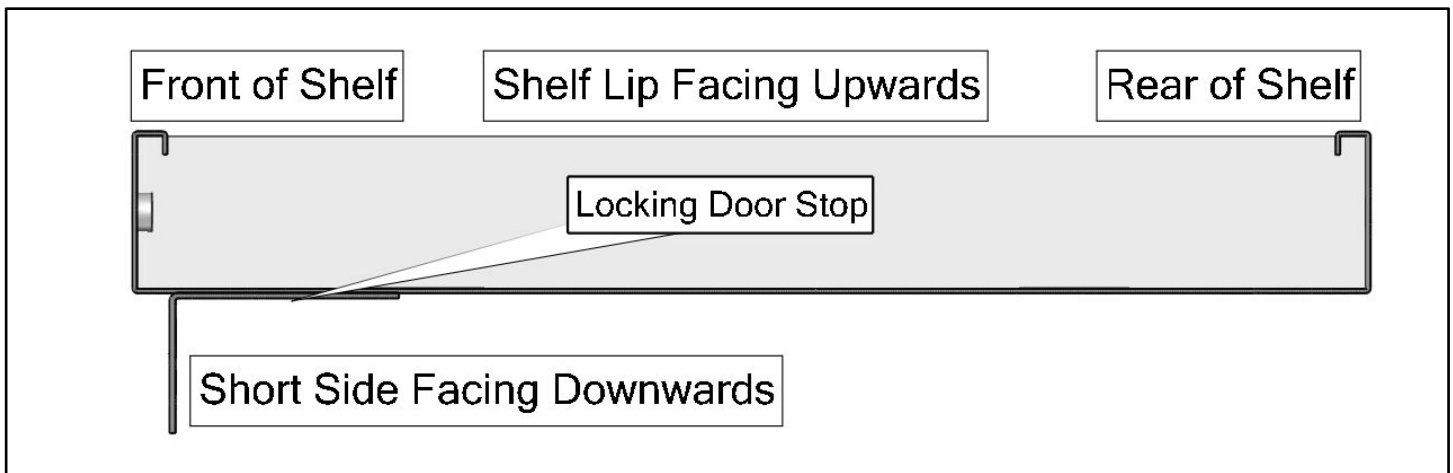 Front of Shelf
Shelf Lip Facing Upwards
Rear of Shelf
Locking Door Stop
Short Side Facing Downwards